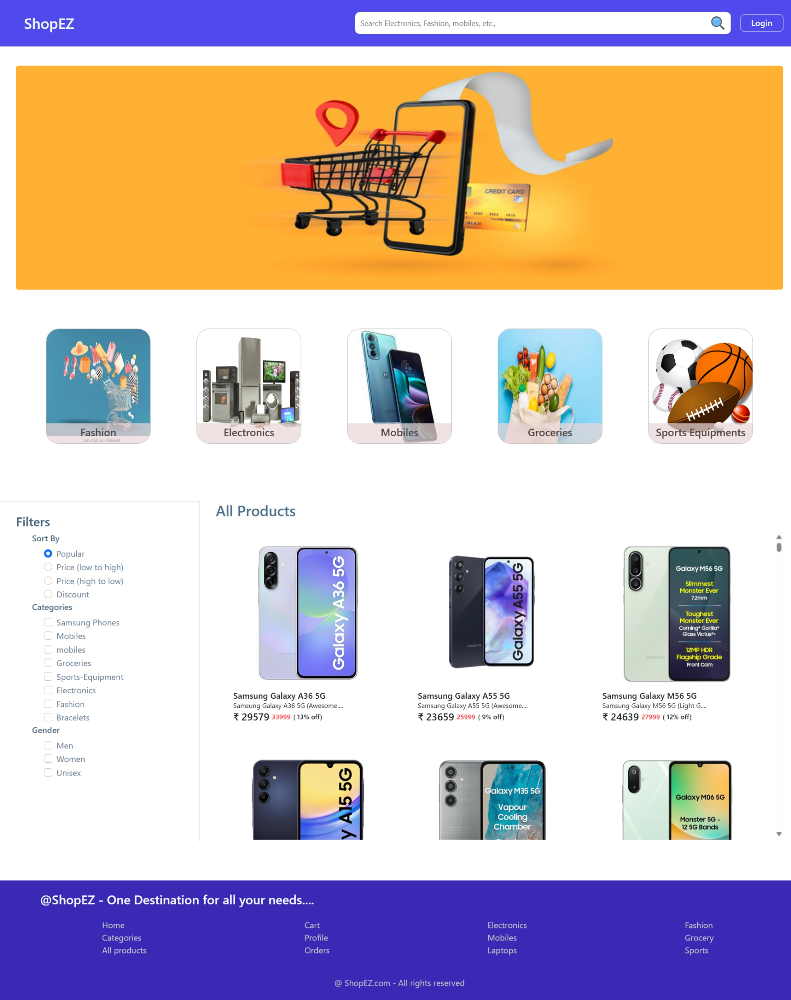 ShopEZ
Search Electronics, Fashion, mobiles, etc.,
Login
CREDIT CARD
Fashion
Electronics
Mobiles
Groceries
Sports Equipments
Filters
Sort By
Popular
Price (low to high)
Price (high to low)
Discount
Categories
Samsung Phones
Mobiles
mobiles
Groceries
Sports-Equipment
Electronics
Fashion
Bracelets
Gender
Men
Women
Unisex
All Products
Galaxy A36 5G
SAMSUNG
Galaxy A55 5G
SAMSUNG
Galaxy M56 5G
Slimmest
Monster Ever
7.2mm
Toughest
Monster Ever
Corning® Gorilla®
Glass Victus®+
12MP HDR
Flagship Grade
Front Cam
SAMSUNG
Samsung Galaxy A36 5G
Samsung Galaxy A36 5G (Awesome....
₹ 29579 33999 ( 13% off)
Samsung Galaxy A55 5G
Samsung Galaxy A55 5G (Awesome....
₹ 23659 25999 ( 9% off)
Samsung Galaxy M56 5G
Samsung Galaxy M56 5G (Light G....
₹ 24639 27999 ( 12% off)
y A15 5G
Galaxy M35 5G
Vapour
Cooling
Chamber
Galaxy M06 5G
Monster 5G -
12 5G Bands
@ShopEZ - One Destination for all your needs....
Home
Categories
All products
Cart
Profile
Orders
Electronics
Mobiles
Laptops
Fashion
Grocery
Sports
@ ShopEZ.com - All rights reserved